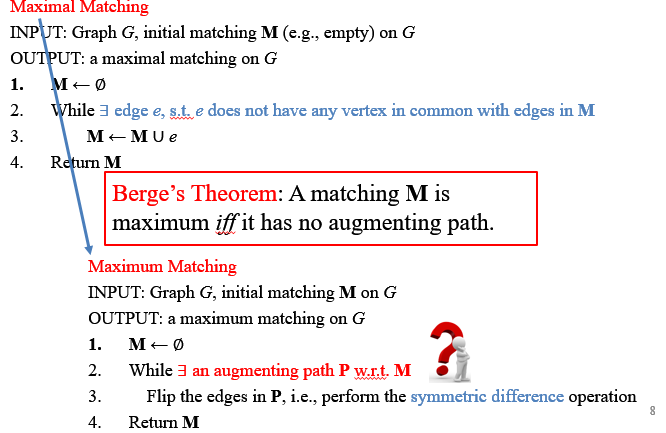 Maximal Matching
INPUT: Graph G, initial matching M (e.g., empty) on G
OUTPUT: a maximal matching on G
1. M ← Ø
2. While ∃ edge e, s.t. e does not have any vertex in common with edges in M
3. M ← M ∪ e
4. Return M
Berge’s Theorem: A matching M is
maximum iff it has no augmenting path.
Maximum Matching
INPUT: Graph G, initial matching M on G
OUTPUT: a maximum matching on G
1. M ← Ø
2. While ∃ an augmenting path P w.r.t. M
3. Flip the edges in P, i.e., perform the symmetric difference operation
4. Return M
8